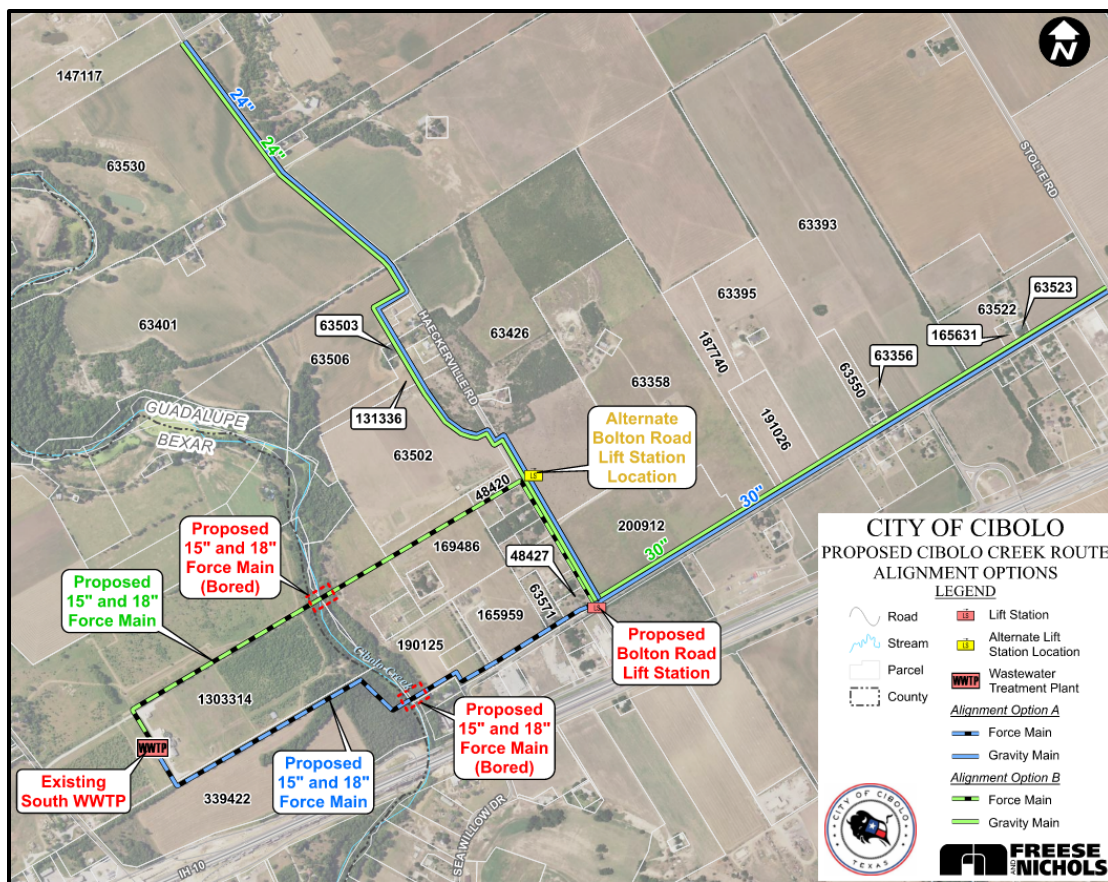 N
147117
24"
24"
63530
STOLTE RD
63393
63395
63522
63523
165631
63401
63503
63426
HAECKERVILLE RD
187740
63356
63506
63550
63358
131336
GUADALUPE
BEXAR
Alternate
Bolton Road
Lift Station
Location
191026
63502
LS
48420
30"
Proposed
15" and 18"
Force Main
(Bored)
169486
200912
30"
48427
Proposed
15" and 18"
Force Main
63571
165959
LS
190125
Proposed
Bolton Road
Lift Station
Cibolo Creek
1303314
Proposed
15" and 18"
Force Main
(Bored)
WWTP
Existing
South WWTP
339422
Proposed
15" and 18"
Force Main
SEA WILLOW DR
IH 10
CITY OF CIBOLO
PROPOSED CIBOLO CREEK ROUTE
ALIGNMENT OPTIONS
LEGEND
Road
Stream
Parcel
County
LS
Lift Station
LS
Alternate Lift
Station Location
WWTP
Wastewater
Treatment Plant
Alignment Option A
Force Main
Gravity Main
Alignment Option B
Force Main
Gravity Main
CITY OF CIBOLO
TEXAS
FREESE
AND
NICHOLS